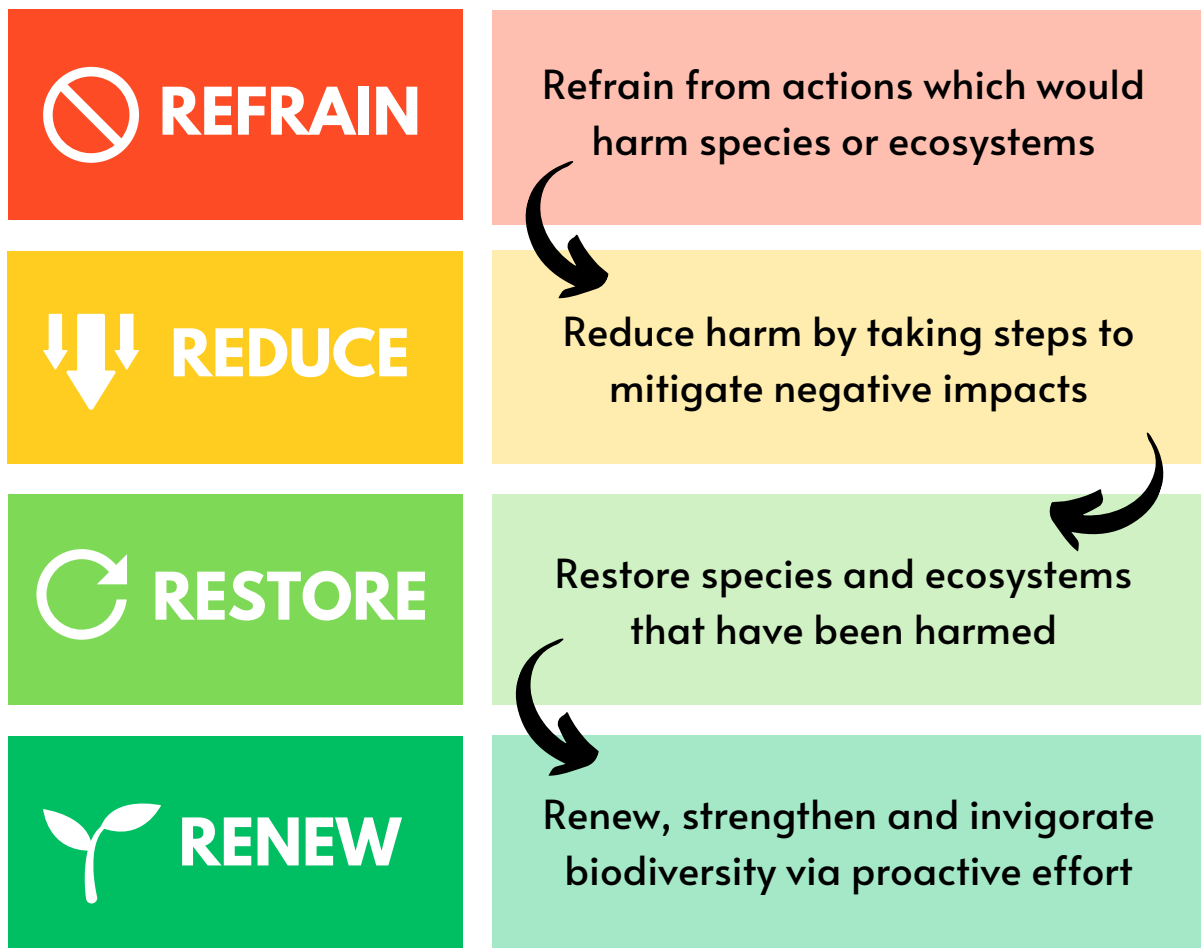 REFRAIN
Refrain from actions which would
harm species or ecosystems
REDUCE
Reduce harm by taking steps to
mitigate negative impacts
RESTORE
Restore species and ecosystems
that have been harmed
RENEW
Renew, strengthen and invigorate
biodiversity via proactive effort